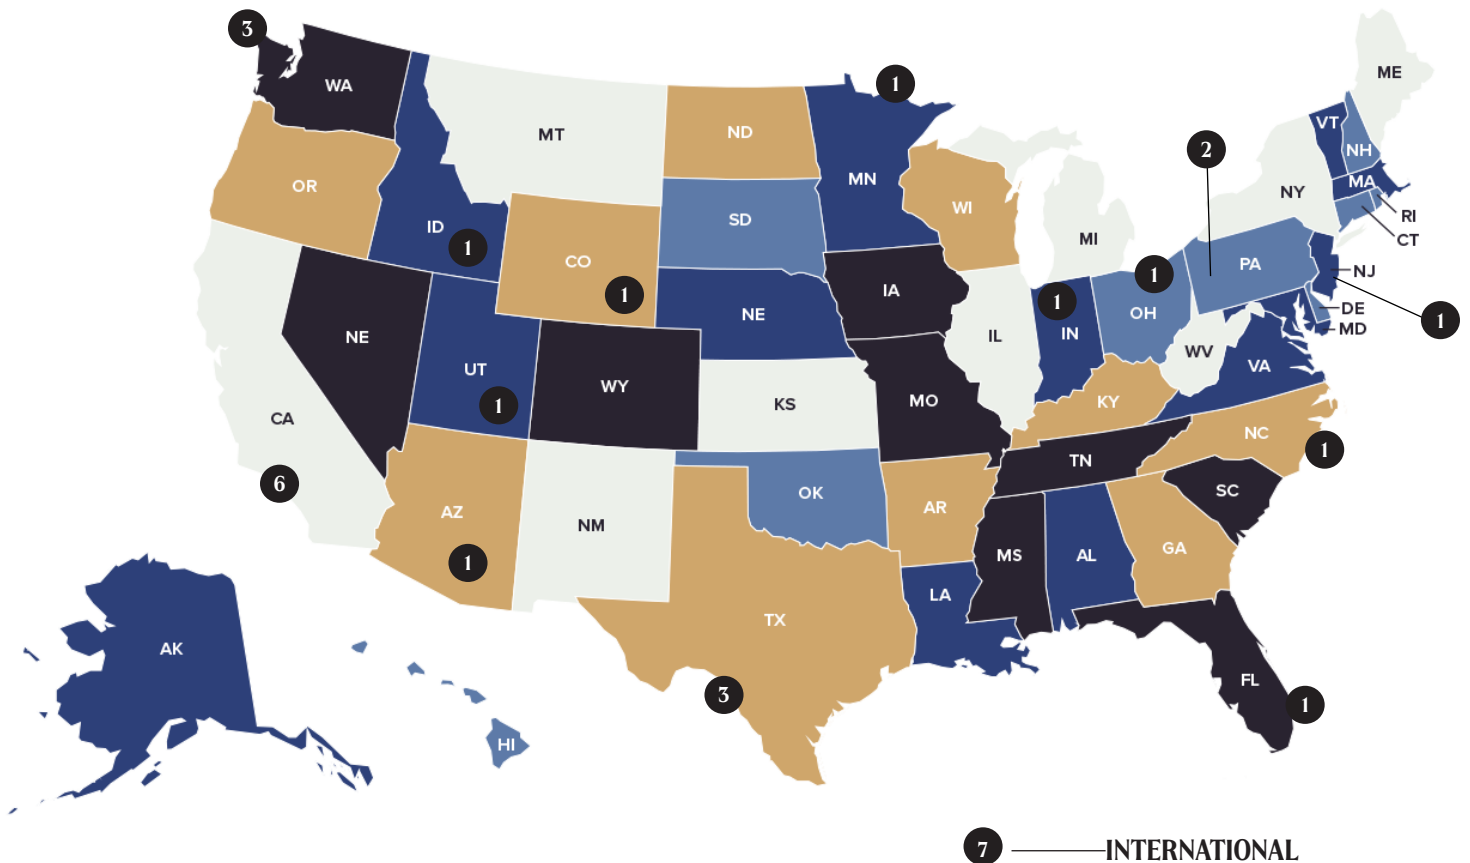 3
WA
MT
ND
1
MN
ME
VT
NH
2
OR
ID
1
SD
WI
MI
NY
MA
RI
CT
CO
1
IA
NE
1
IN
1
OH
PA
NJ
DE
MD
1
NE
UT
1
WY
KS
MO
IL
WV
VA
KY
CA
6
AZ
1
NM
OK
AR
TN
NC
1
SC
MS
AL
GA
LA
TX
3
FL
1
AK
HI
7 INTERNATIONAL